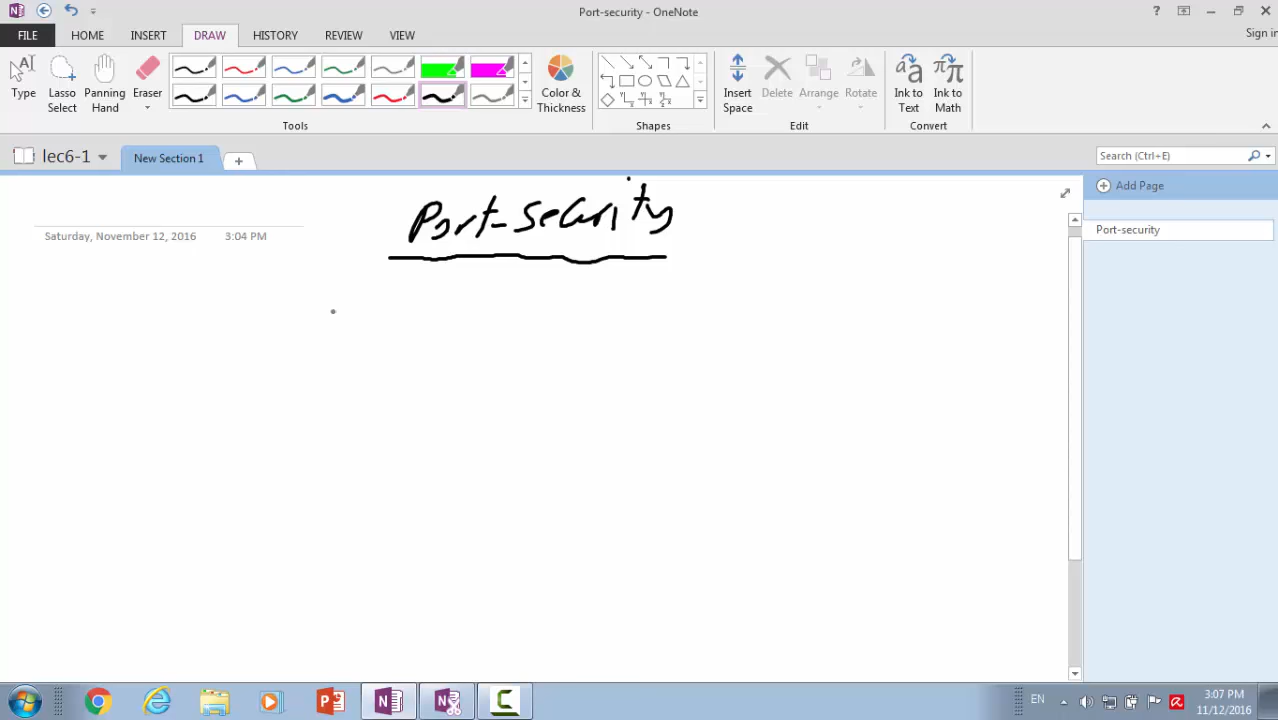 Port-security - OneNote
? Sign in
FILE HOME INSERT DRAW HISTORY REVIEW VIEW
Type Lasso Select Panning Hand Eraser Color & Thickness Insert Space Delete Arrange Rotate Ink to Text Ink to Math
Tools Shapes Edit Convert
lec6-1 New Section 1 Search (Ctrl+E)
Add Page
Port-security
Port-Security
Saturday, November 12, 2016 3:04 PM
EN 3:07 PM
11/12/2016